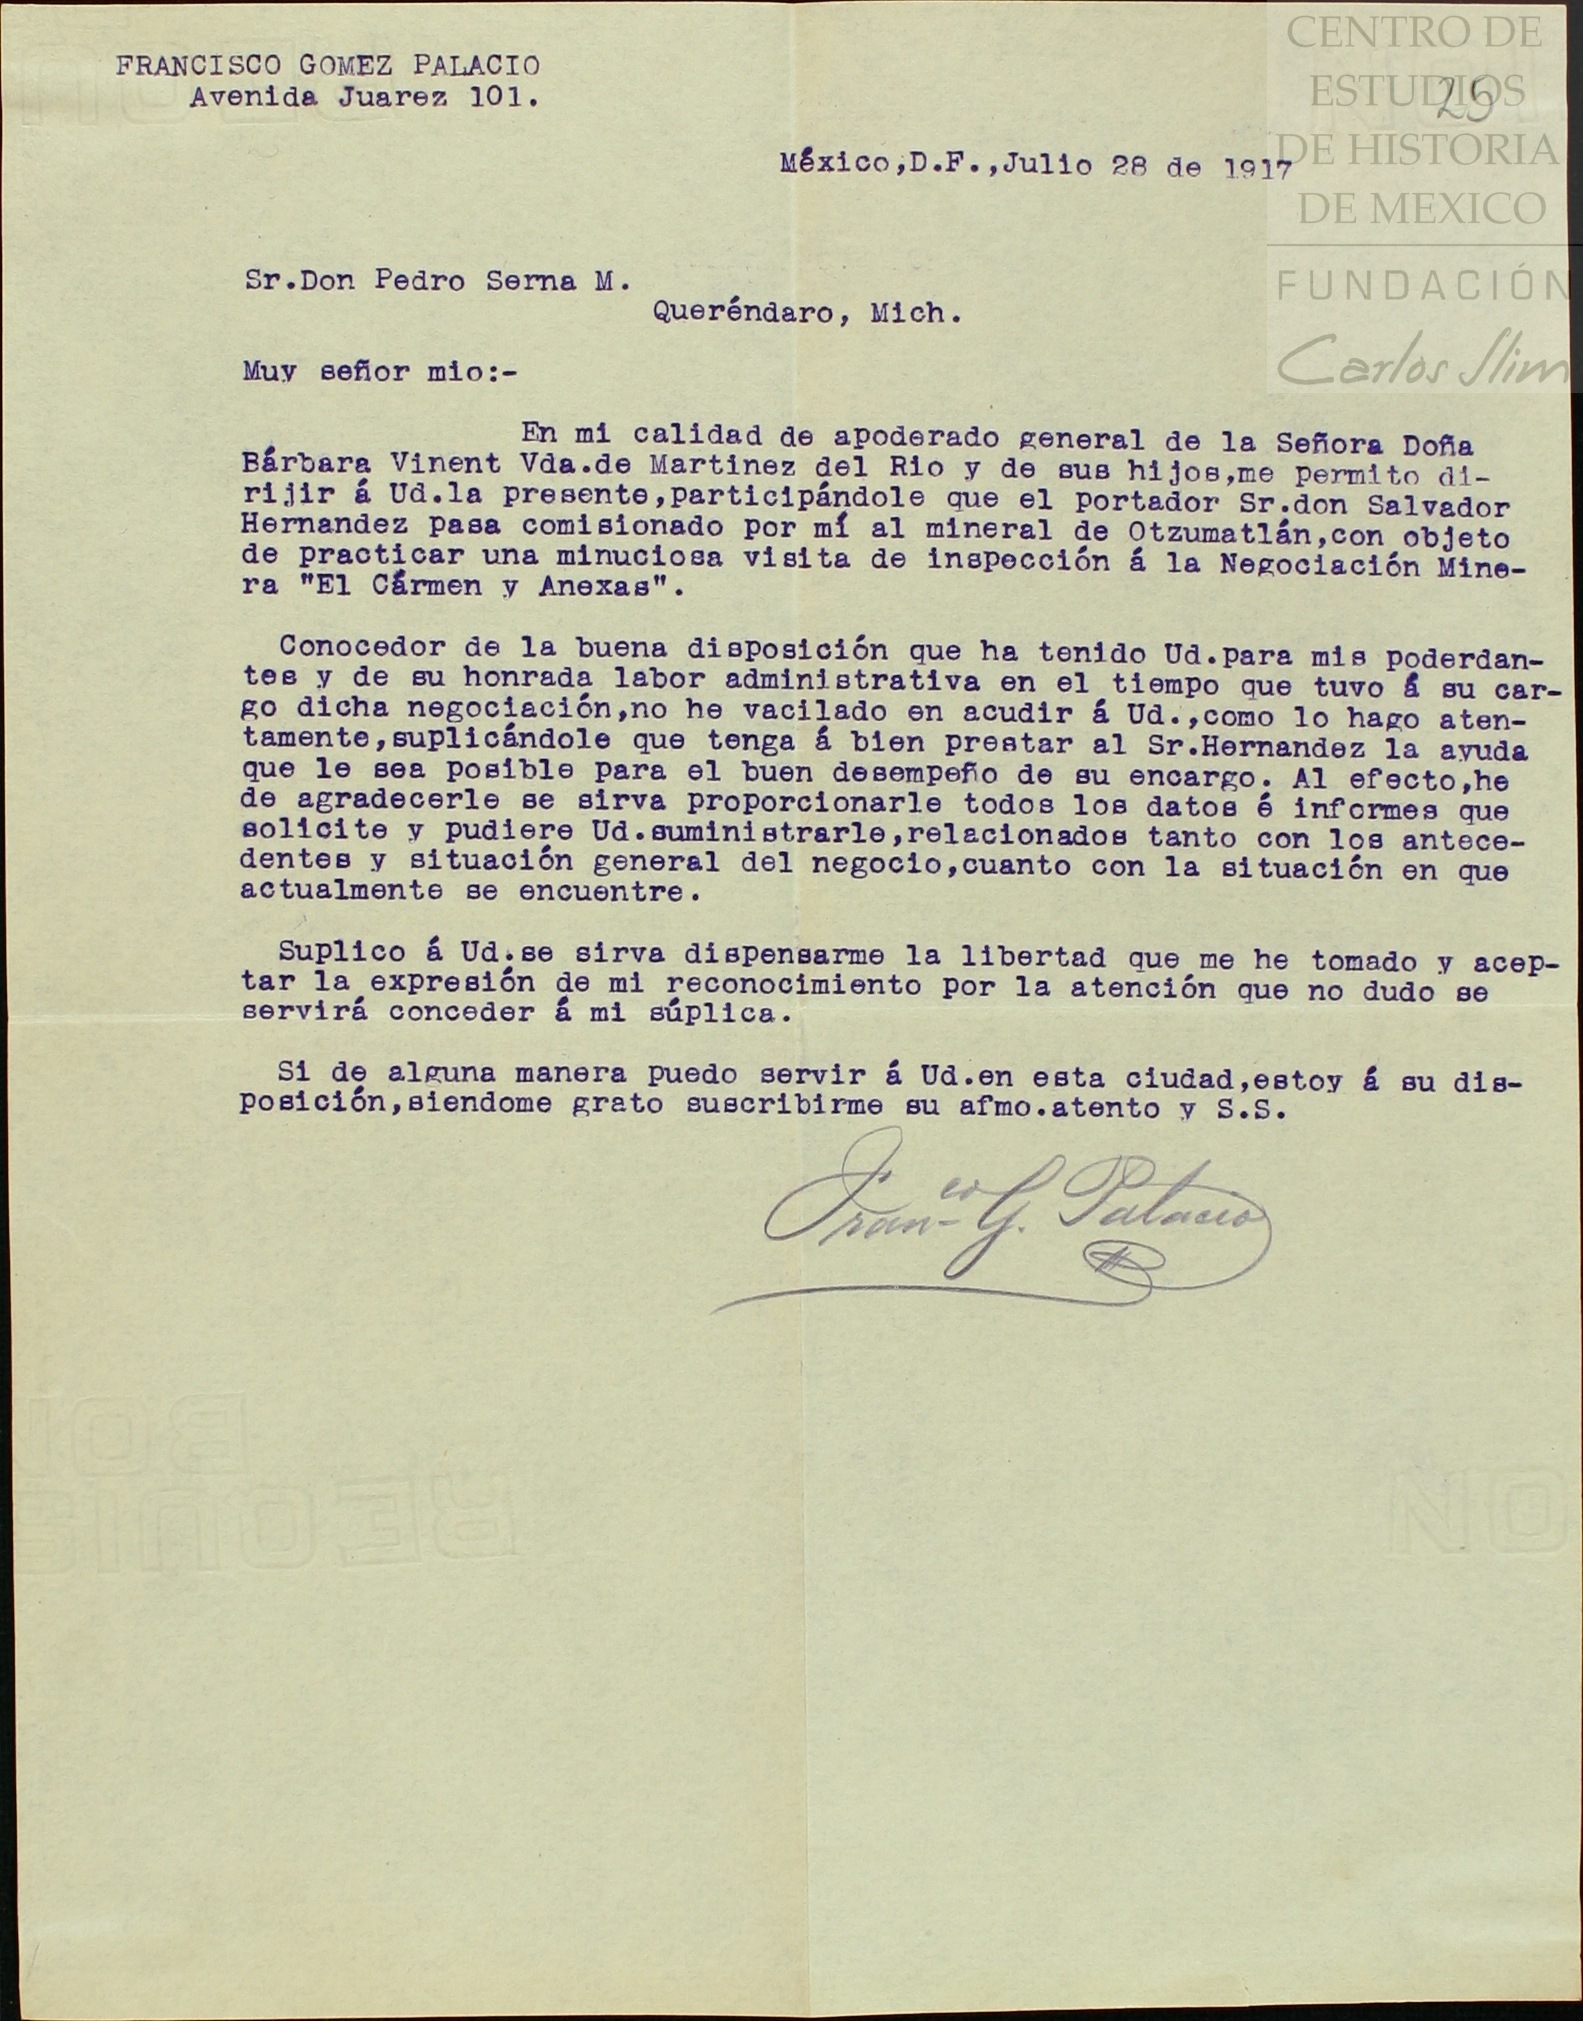 FRANCISCO GOMEZ PALACIO
Avenida Juarez 101.
CENTRO DE
ESTUDIOS
25
DE HISTORIA
DE MEXICO
FUNDACIÓN
Carlos Slim
México,D.F.,Julio 28 de 1917
Sr.Don Pedro Serna M.
Queréndaro, Mich.
Muy señor mio:-
En mi calidad de apoderado general de la Señora Doña
Bárbara Vinent Vda.de Martinez del Rio y de sus hijos,me permito di-
rijir á Ud.la presente,participándole que el portador Sr.don Salvador
Hernandez pasa comisionado por mí al mineral de Otzumatlán,con objeto
de practicar una minuciosa visita de inspección á la Negociación Mine-
ra "El Cármen y Anexas".
Conocedor de la buena disposición que ha tenido Ud.para mis poderdan-
tes y de su honrada labor administrativa en el tiempo que tuvo á su car-
go dicha negociación,no he vacilado en acudir á Ud.,como lo hago aten-
tamente,suplicándole que tenga á bien prestar al Sr.Hernandez la ayuda
que le sea posible para el buen desempeño de su encargo. Al efecto,he
de agradecerle se sirva proporcionarle todos los datos é informes que
solicite y pudiere Ud.suministrarle,relacionados tanto con los antece-
dentes y situación general del negocio,cuanto con la situación en que
actualmente se encuentre.
Suplico á Ud.se sirva dispensarme la libertad que me he tomado y acep-
tar la expresión de mi reconocimiento por la atención que no dudo se
servirá conceder á mi súplica.
Si de alguna manera puedo servir á Ud.en esta ciudad,estoy á su dis-
posición,siendome grato suscribirme su afmo.atento y S.S.
Franco G. Palacio